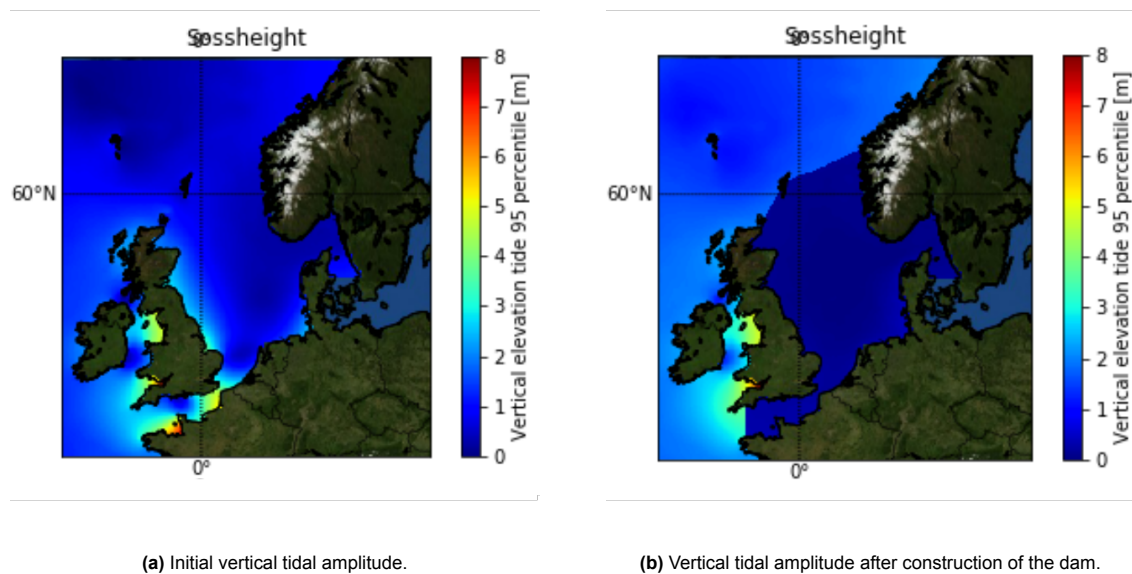 Sossheight
0°
60°N
0°
8
7
6
5
4
3
2
1
0
Vertical elevation tide 95 percentile [m]
(a) Initial vertical tidal amplitude.
Sossheight
0°
60°N
0°
8
7
6
5
4
3
2
1
0
Vertical elevation tide 95 percentile [m]
(b) Vertical tidal amplitude after construction of the dam.